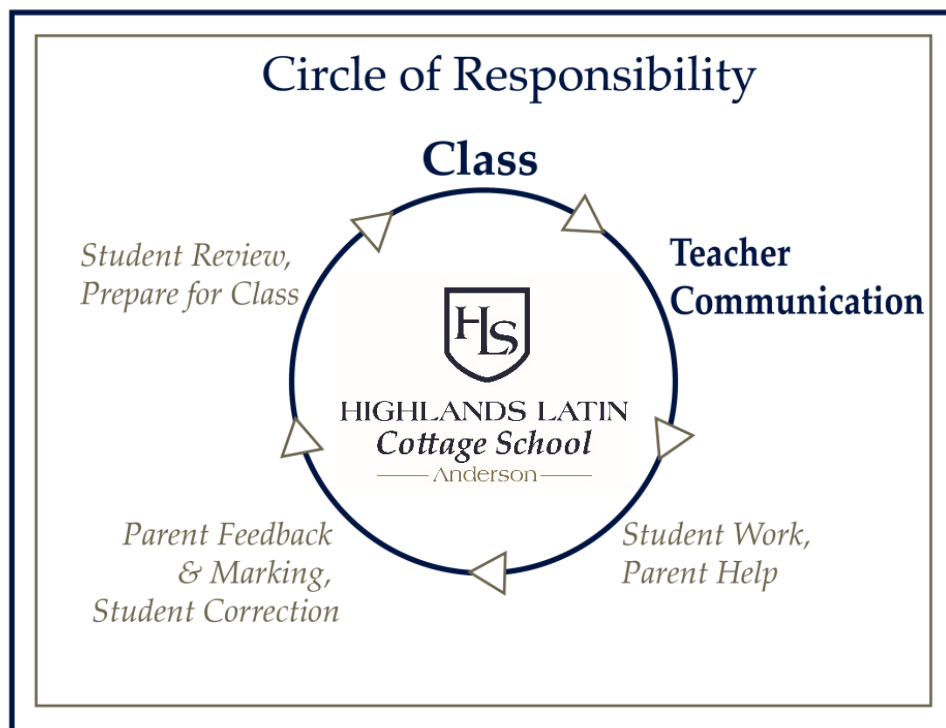 Circle of Responsibility
Class
Teacher
Communication
Student Work,
Parent Help
Parent Feedback
& Marking,
Student Correction
Student Review,
Prepare for Class
HLS
HIGHLANDS LATIN
Cottage School
Anderson